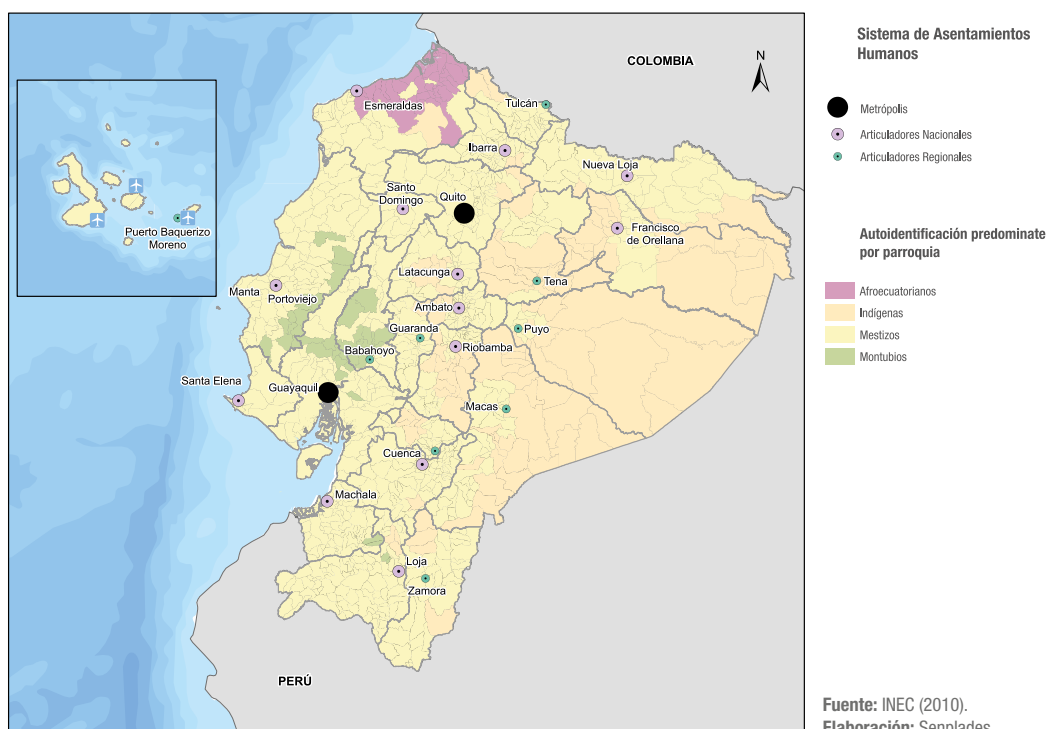 COLOMBIA
N
Esmeraldas
Tulcán
Ibarra
Nueva Loja
Santo
Domingo
Quito
Francisco
de Orellana
Puerto Baquerizo
Moreno
Latacunga
Tena
Manta
Portoviejo
Ambato
Guaranda
Puyo
Babahoyo
Riobamba
Santa Elena
Guayaquil
Macas
Cuenca
Machala
Loja
Zamora
PERÚ
Sistema de Asentamientos
Humanos
Metrópolis
Articuladores Nacionales
Articuladores Regionales
Autoidentificación predominate
por parroquia
Afroecuatorianos
Indígenas
Mestizos
Montubios
Fuente: INEC (2010).
Elaboración: Senplades